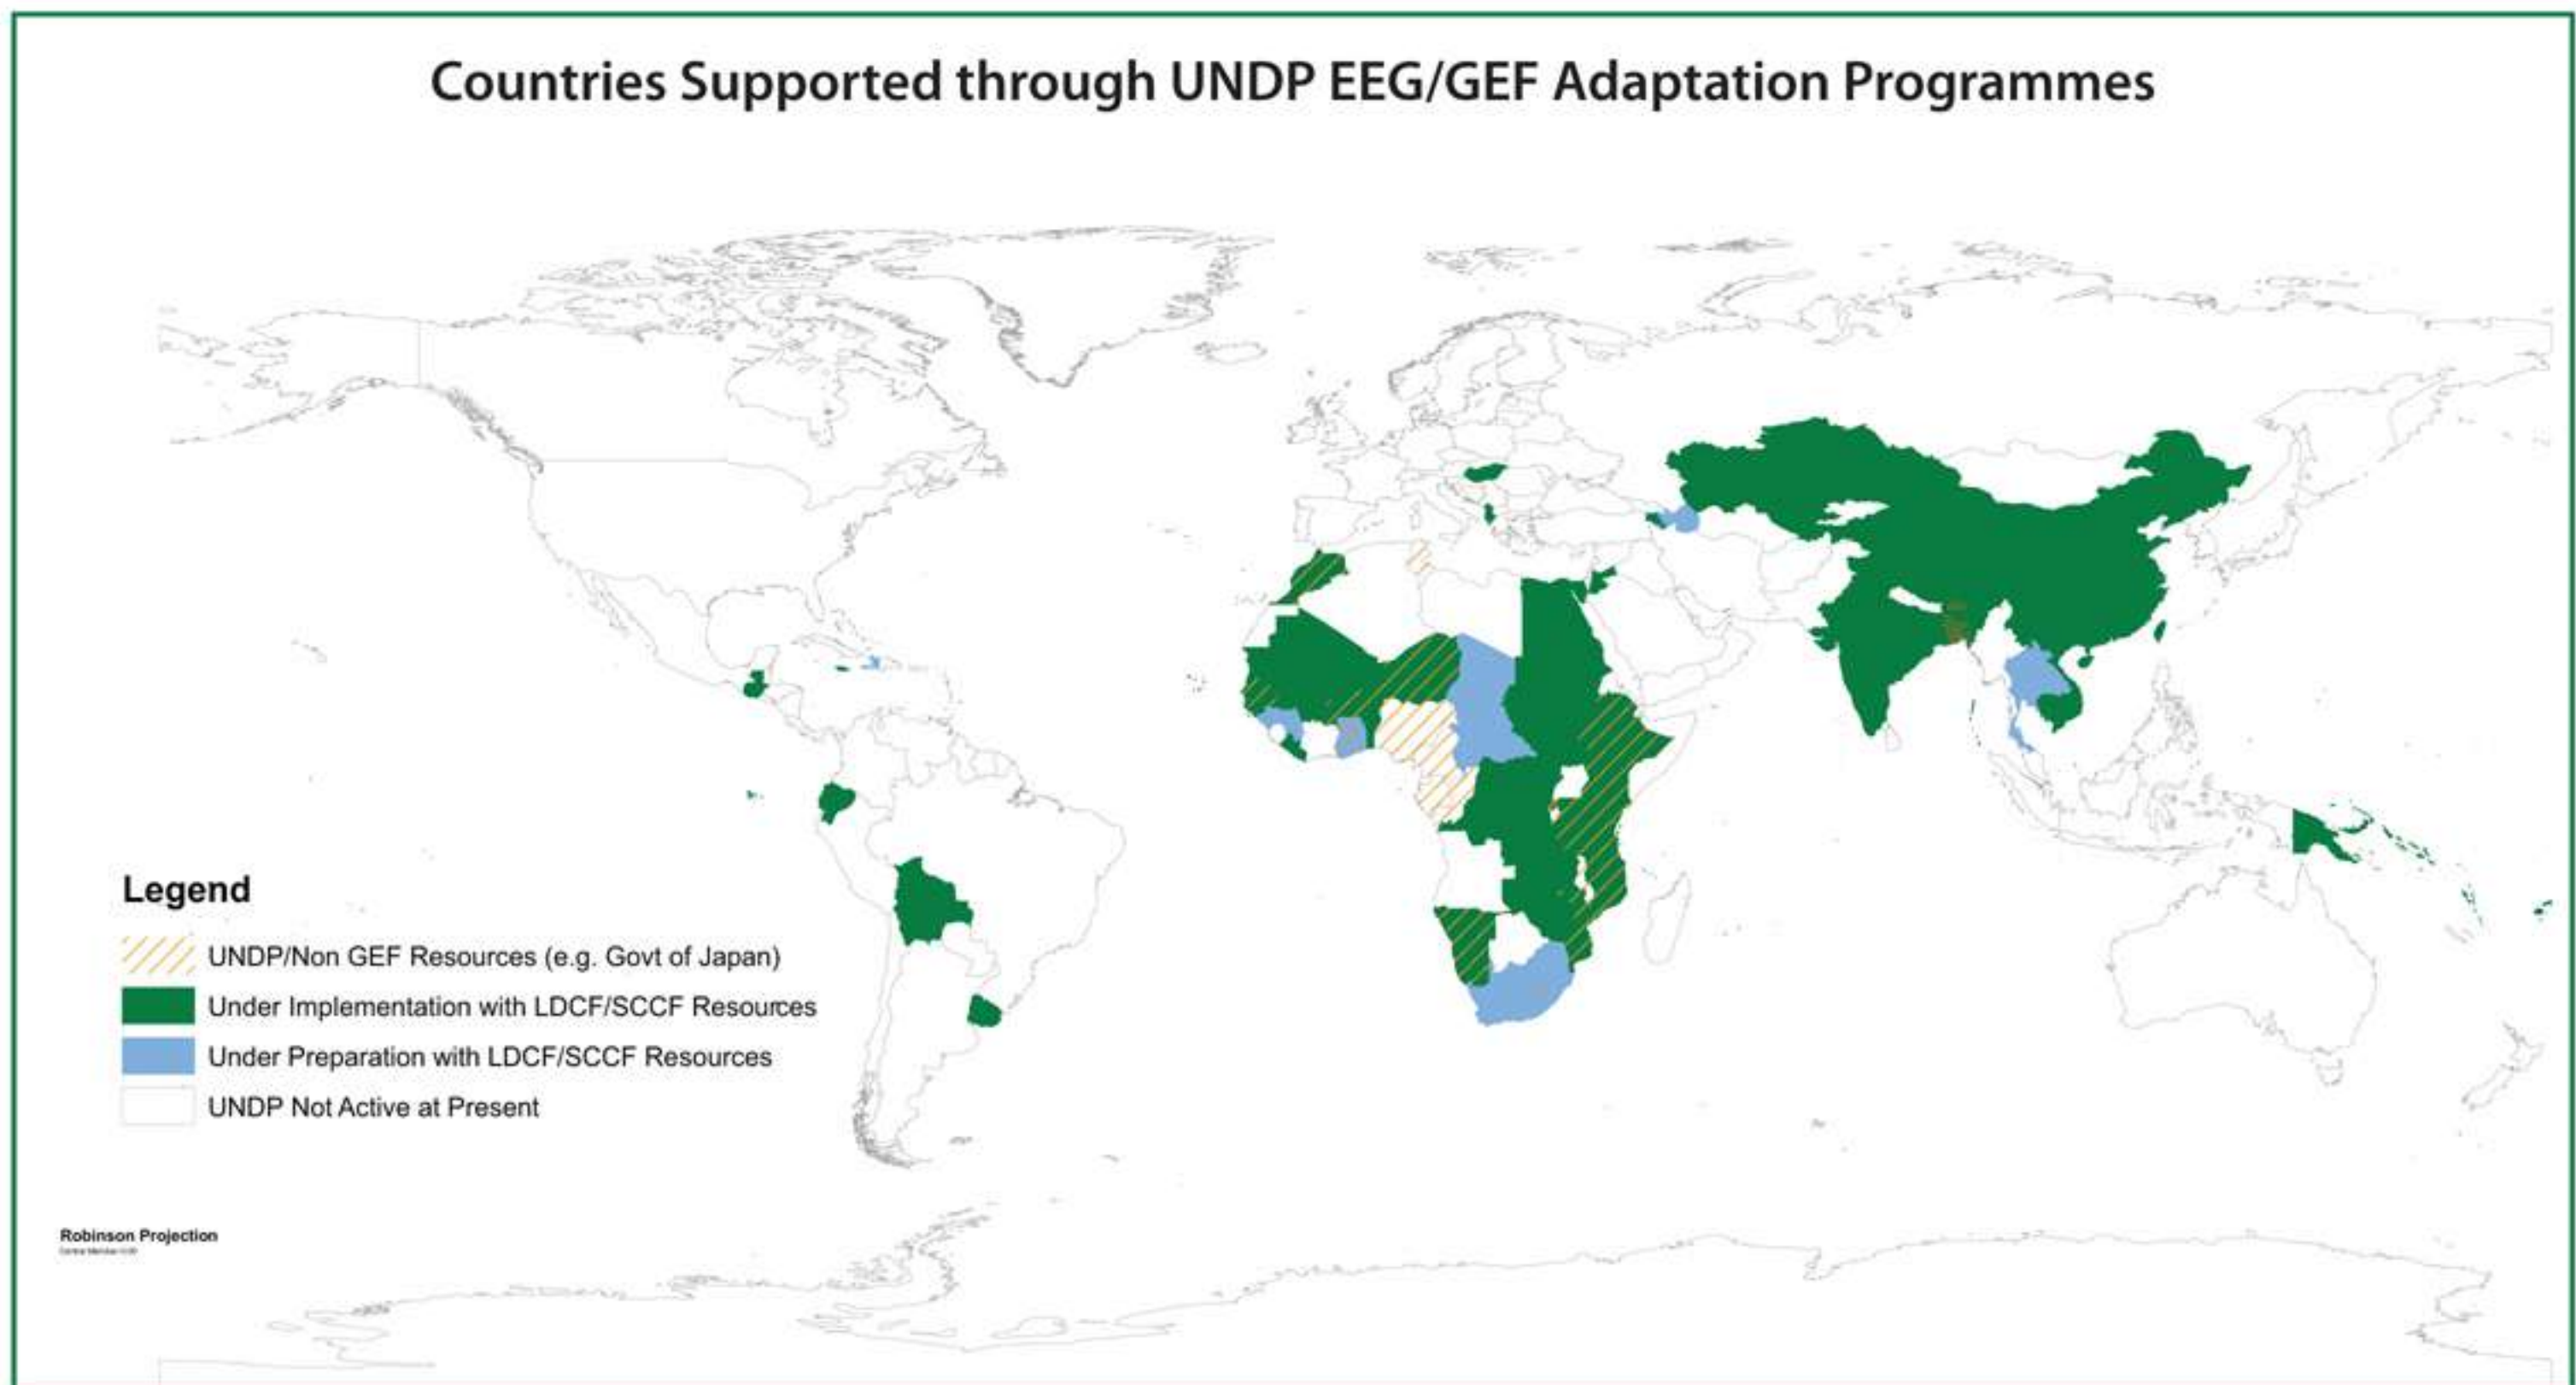 Countries Supported through UNDP EEG/GEF Adaptation Programmes
Legend
UNDP/Non GEF Resources (e.g. Govt of Japan)
Under Implementation with LDCF/SCCF Resources
Under Preparation with LDCF/SCCF Resources
UNDP Not Active at Present
Robinson Projection